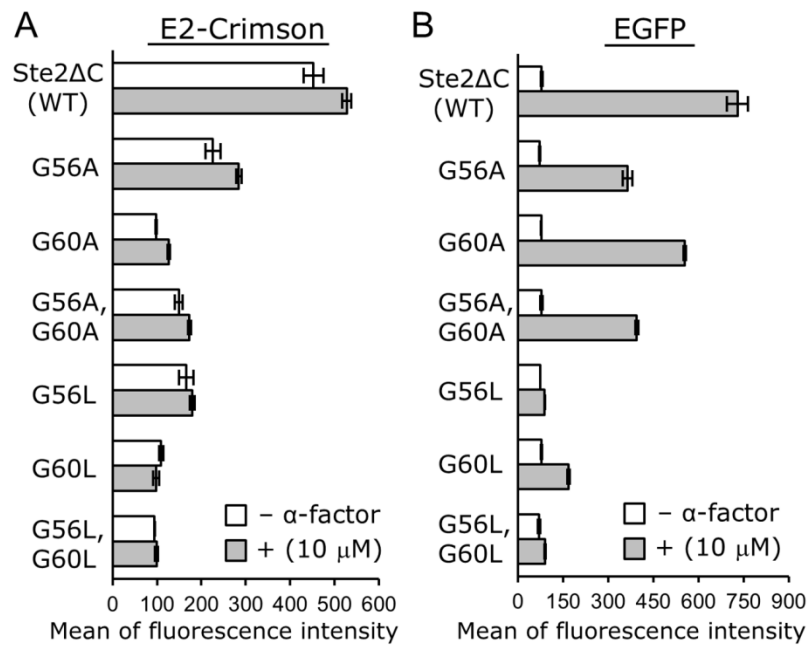 A
E2-Crimson
Ste2ΔC
(WT)
G56A
G60A
G56A,
G60A
G56L
G60L
G56L,
G60L
– α-factor
+ (10 μM)
0 100 200 300 400 500 600
Mean of fluorescence intensity
B
EGFP
Ste2ΔC
(WT)
G56A
G60A
G56A,
G60A
G56L
G60L
G56L,
G60L
– α-factor
+ (10 μM)
0 150 300 450 600 750 900
Mean of fluorescence intensity